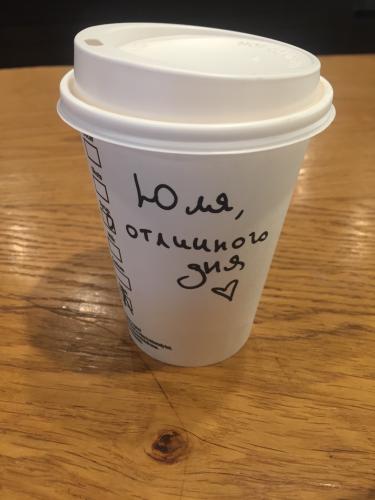 Юля,
отличного
дня